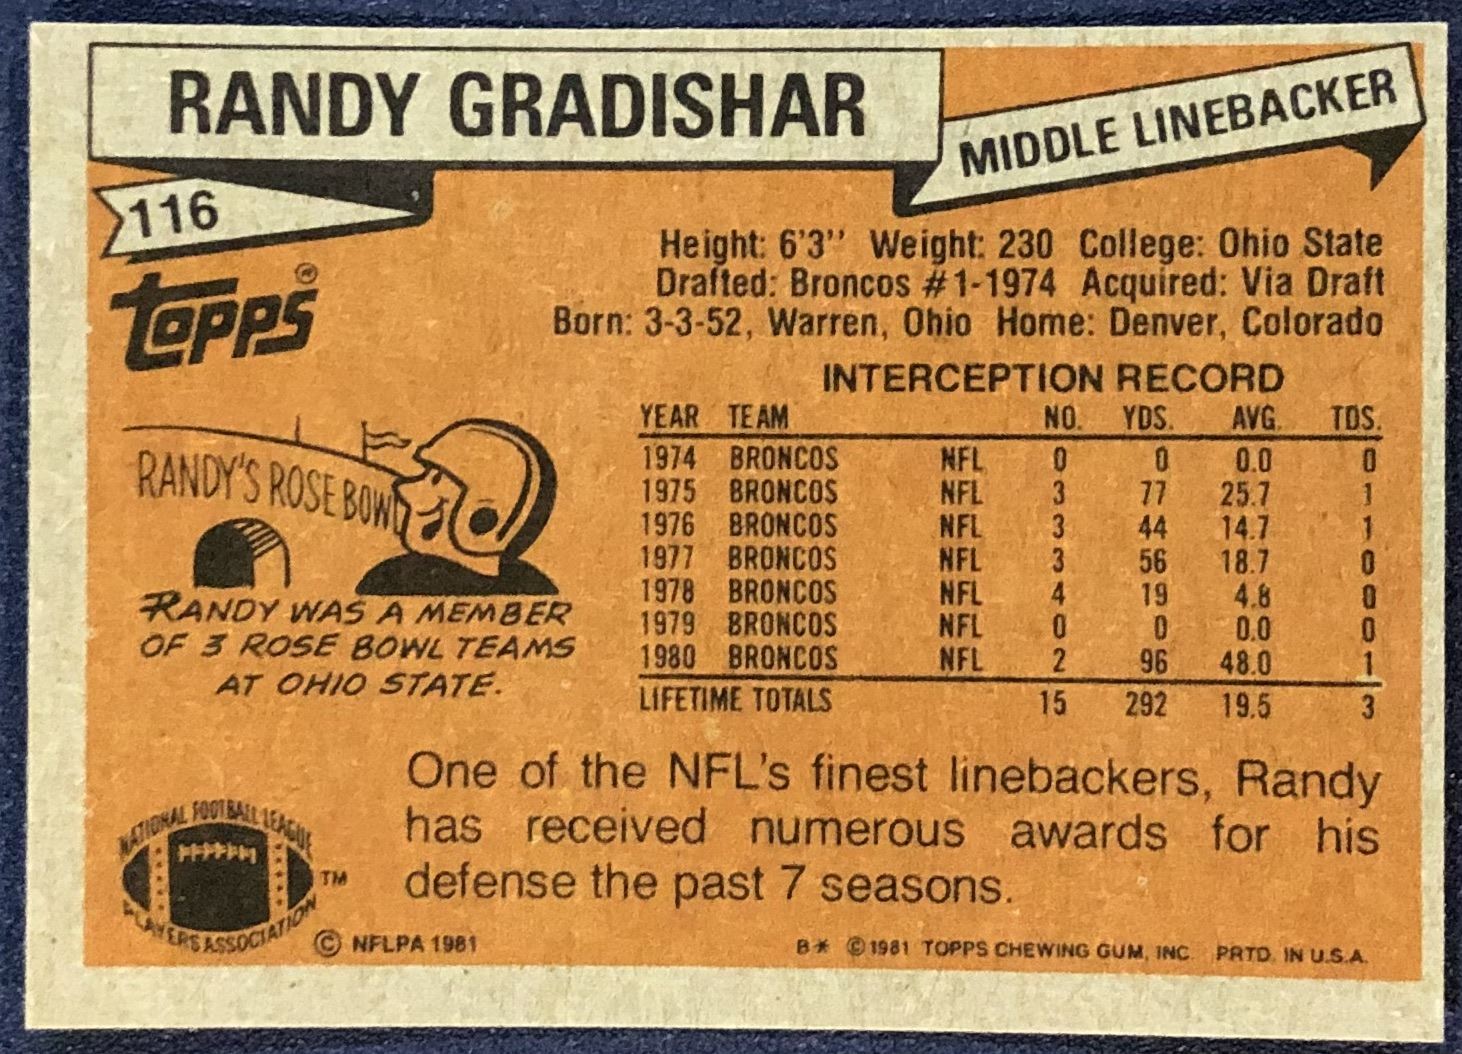 RANDY GRADISHAR
MIDDLE LINEBACKER
116
TOPPS®
Height: 6'3" Weight: 230 College: Ohio State
Drafted: Broncos #1-1974 Acquired: Via Draft
Born: 3-3-52, Warren, Ohio Home: Denver, Colorado
INTERCEPTION RECORD
YEAR TEAM NO. YDS. AVG. TDS.
1974 BRONCOS NFL 0 0 0.0 0
1975 BRONCOS NFL 3 77 25.7 1
1976 BRONCOS NFL 3 44 14.7 1
1977 BRONCOS NFL 3 56 18.7 0
1978 BRONCOS NFL 4 19 4.8 0
1979 BRONCOS NFL 0 0 0.0 0
1980 BRONCOS NFL 2 96 48.0 1
LIFETIME TOTALS 15 292 19.5 3
RANDY'S ROSE BOWL
RANDY WAS A MEMBER
OF 3 ROSE BOWL TEAMS
AT OHIO STATE.
One of the NFL's finest linebackers, Randy
has received numerous awards for his
defense the past 7 seasons.
NATIONAL FOOTBALL LEAGUE
PLAYERS ASSOCIATION
TM
© NFLPA 1981
B* © 1981 TOPPS CHEWING GUM, INC. PRTD. IN U.S.A.